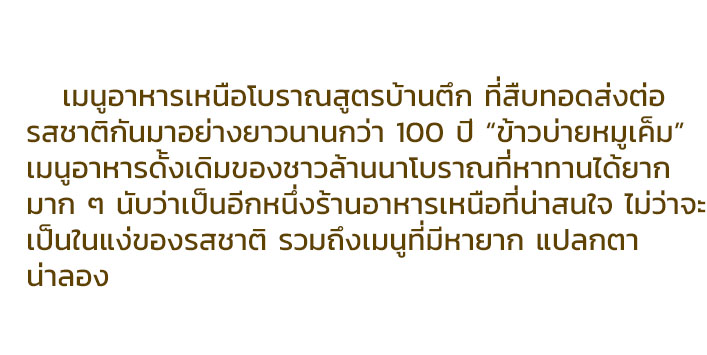 เมนูอาหารเหนือโบราณสูตรบ้านตึก ที่สืบทอดส่งต่อ
รสชาติกันมาอย่างยาวนานกว่า 100 ปี “ข้าวบ่ายหมูเค็ม”
เมนูอาหารดั้งเดิมของชาวล้านนาโบราณที่หาทานได้ยาก
มาก ๆ นับว่าเป็นอีกหนึ่งร้านอาหารเหนือที่น่าสนใจ ไม่ว่าจะ
เป็นในแง่ของรสชาติ รวมถึงเมนูที่มีหายาก แปลกตา
น่าลอง